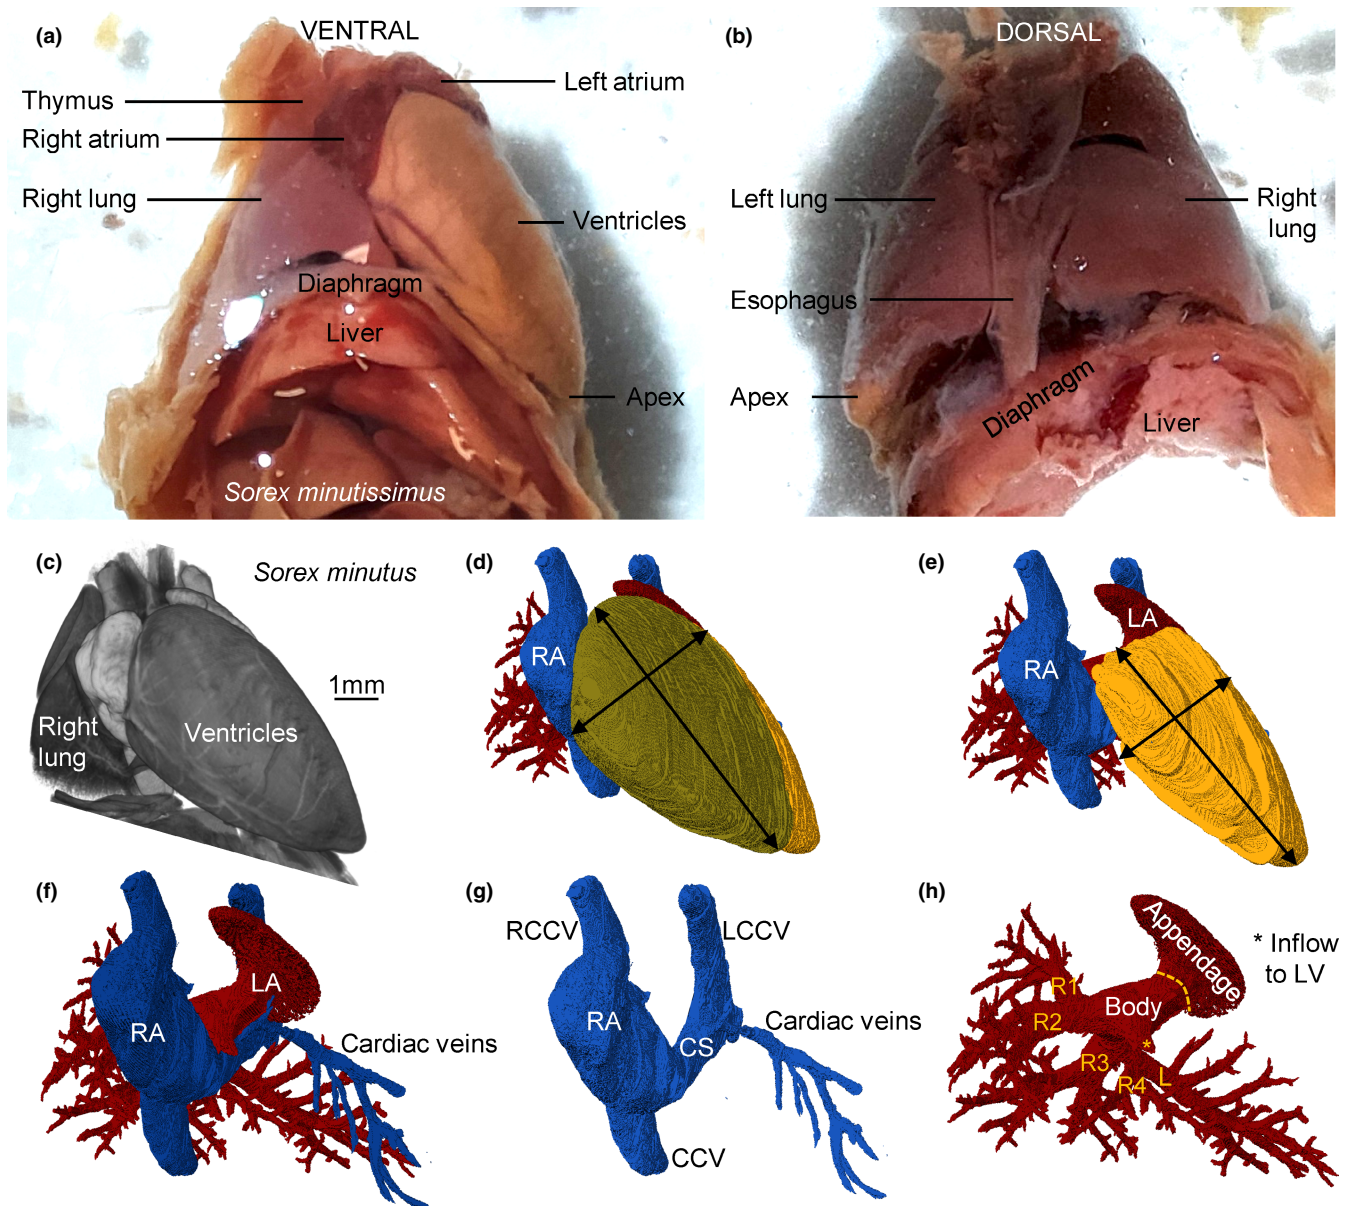 (a)
VENTRAL
Left atrium
Thymus
Right atrium
Right lung
Ventricles
Diaphragm
Liver
Apex
Sorex minutissimus
(b)
DORSAL
Left lung
Right
lung
Esophagus
Apex
Diaphragm
Liver
(c)
Sorex minutus
1mm
Right
lung
Ventricles
(d)
RA
(e)
LA
RA
(f)
LA
RA
Cardiac veins
(g)
RCCV
LCCV
RA
CS
Cardiac veins
CCV
(h)
Appendage
* Inflow
to LV
R1
Body
R2
*
R3
R4
L